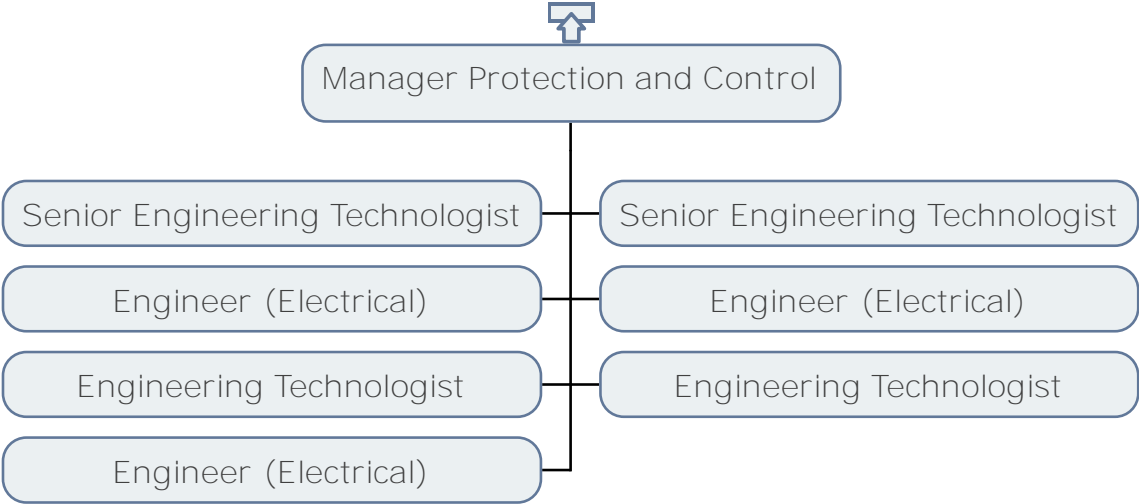 Manager Protection and Control
Senior Engineering Technologist
Senior Engineering Technologist
Engineer (Electrical)
Engineer (Electrical)
Engineering Technologist
Engineering Technologist
Engineer (Electrical)